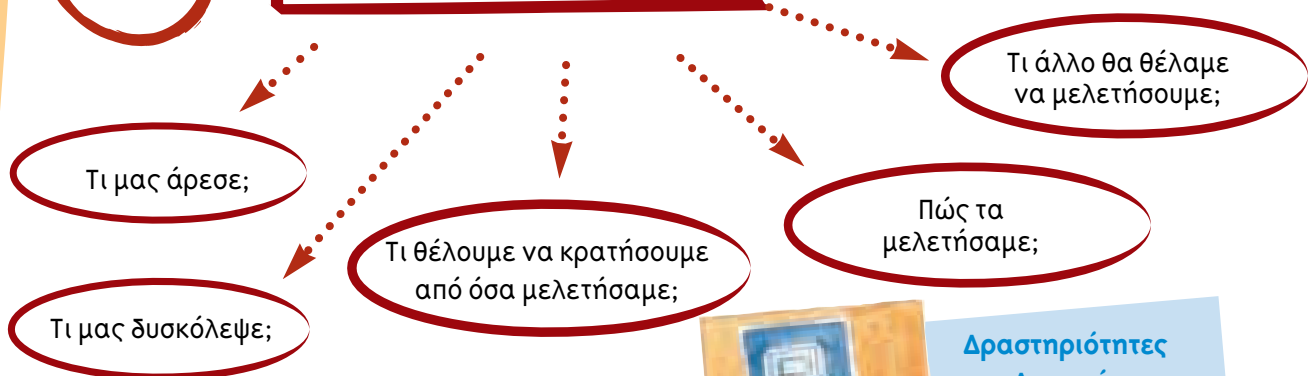 Τι άλλο θα θέλαμε
να μελετήσουμε;
Τι μας άρεσε;
Πώς τα
μελετήσαμε;
Τι θέλουμε να κρατήσουμε
από όσα μελετήσαμε;
Τι μας δυσκόλεψε;
Δραστηριότητες